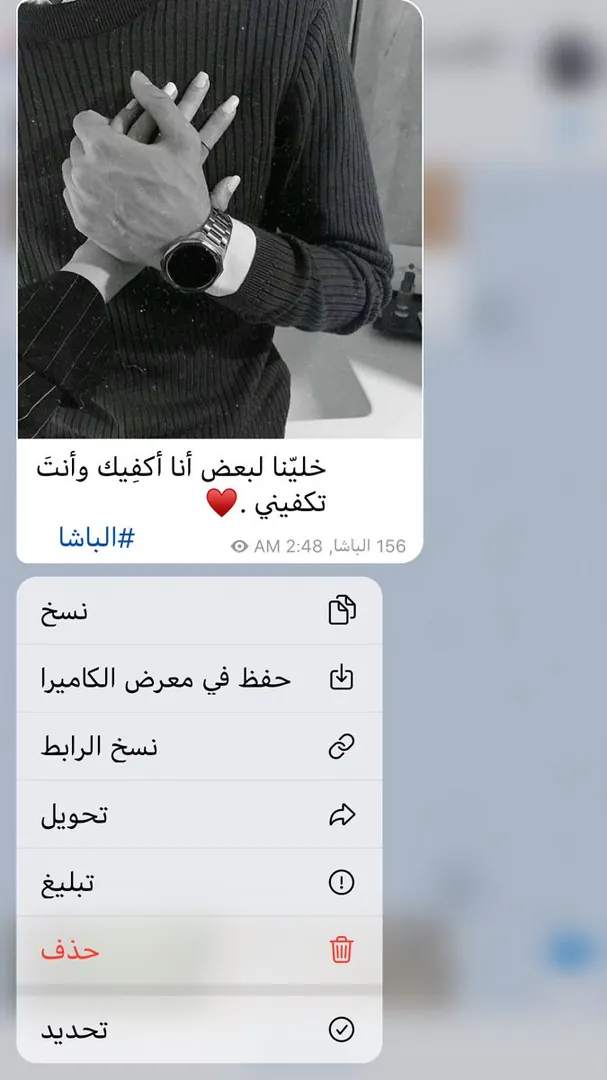 خليّنا لبعض أنا أكفِيك وأنتَ
تكفيني .♥️
#الباشا
156 الباشا, 2:48 AM
نسخ
حفظ في معرض الكاميرا
نسخ الرابط
تحويل
تبليغ
حذف
تحديد